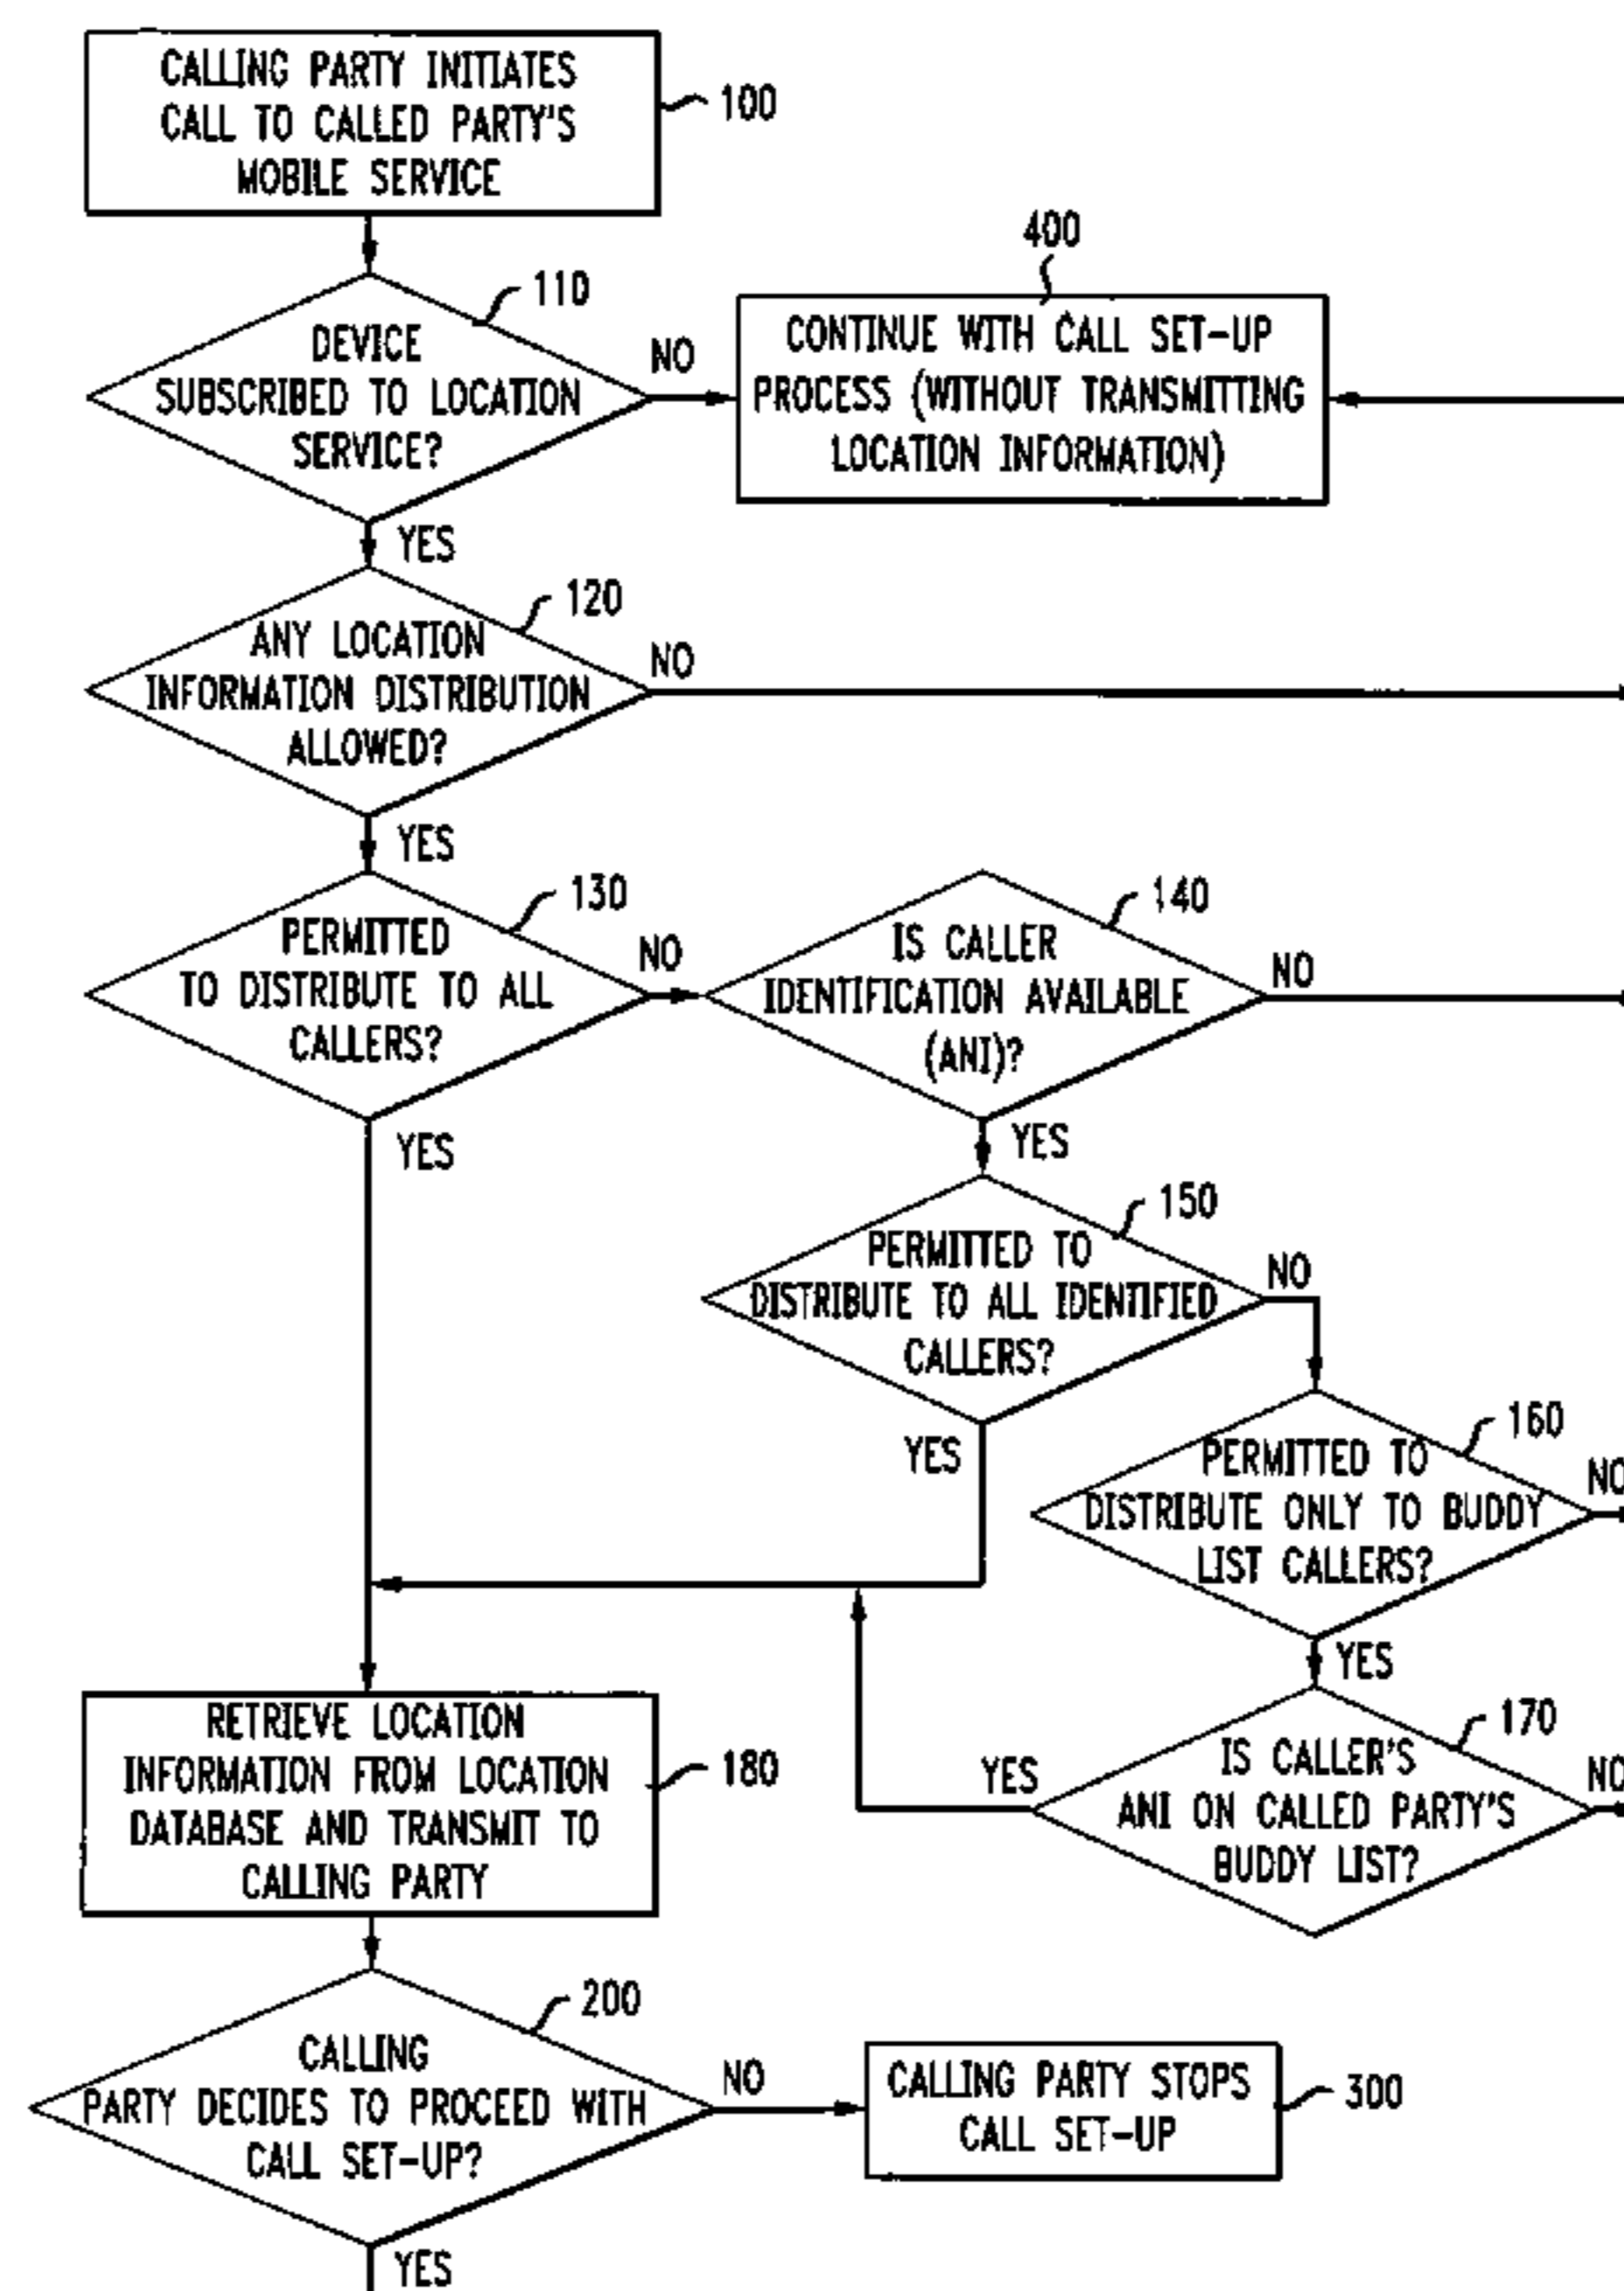 CALLING PARTY INITIATES
CALL TO CALLED PARTY'S
MOBILE SERVICE
100
400
110
DEVICE
SUBSCRIBED TO LOCATION
SERVICE?
NO
CONTINUE WITH CALL SET-UP
PROCESS (WITHOUT TRANSMITTING
LOCATION INFORMATION)
YES
120
ANY LOCATION
INFORMATION DISTRIBUTION
ALLOWED?
NO
YES
130
PERMITTED
TO DISTRIBUTE TO ALL
CALLERS?
NO
YES
140
IS CALLER
IDENTIFICATION AVAILABLE
(ANI)?
NO
YES
150
PERMITTED TO
DISTRIBUTE TO ALL IDENTIFIED
CALLERS?
NO
YES
160
PERMITTED TO
DISTRIBUTE ONLY TO BUDDY
LIST CALLERS?
NO
YES
170
IS CALLER'S
ANI ON CALLED PARTY'S
BUDDY LIST?
YES
NO
RETRIEVE LOCATION
INFORMATION FROM LOCATION
DATABASE AND TRANSMIT TO
CALLING PARTY
180
200
CALLING
PARTY DECIDES TO PROCEED WITH
CALL SET-UP?
NO
CALLING PARTY STOPS
CALL SET-UP
300
YES